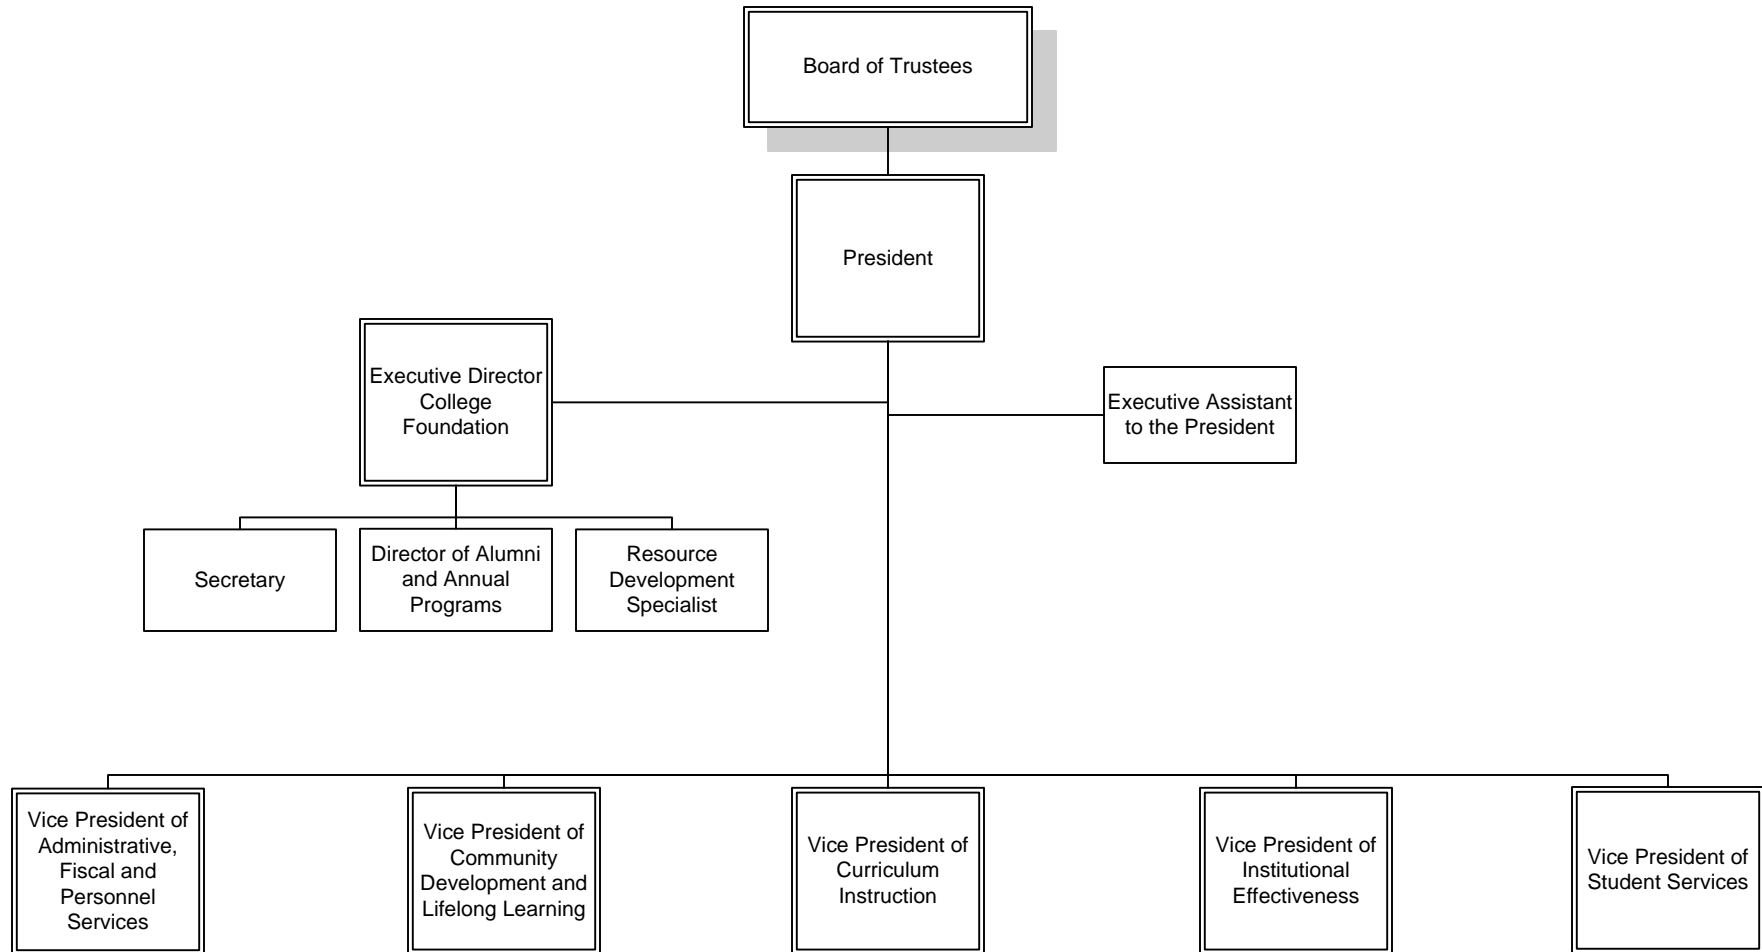 Board of Trustees
President
Executive Director
College
Foundation
Executive Assistant
to the President
Secretary
Director of Alumni
and Annual
Programs
Resource
Development
Specialist
Vice President of
Administrative,
Fiscal and
Personnel
Services
Vice President of
Community
Development and
Lifelong Learning
Vice President of
Curriculum
Instruction
Vice President of
Institutional
Effectiveness
Vice President of
Student Services